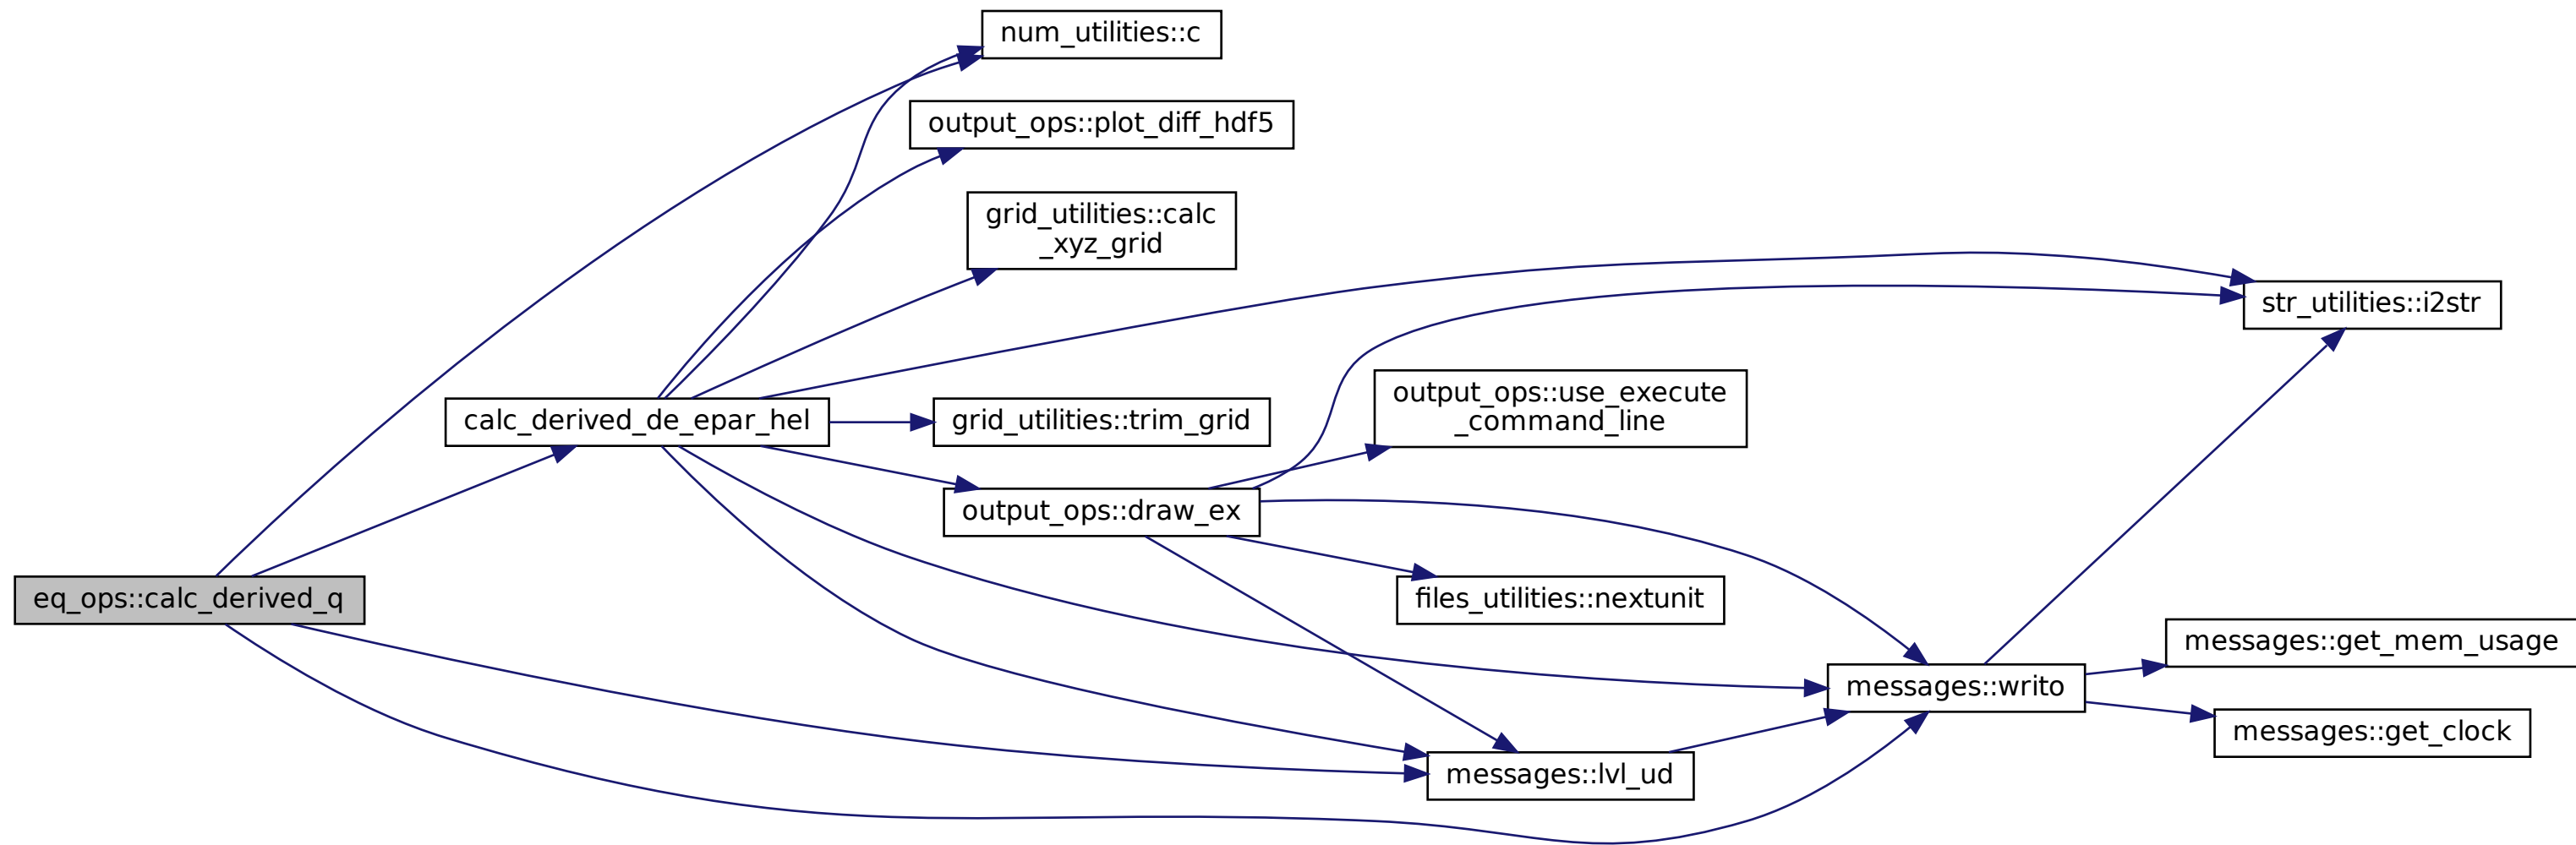 num_utilities::c
output_ops::plot_diff_hdf5
grid_utilities::calc
_xyz_grid
str_utilities::i2str
output_ops::use_execute
_command_line
calc_derived_de_epar_hel
grid_utilities::trim_grid
output_ops::draw_ex
eq_ops::calc_derived_q
files_utilities::nextunit
messages::get_mem_usage
messages::writo
messages::get_clock
messages::lvl_ud